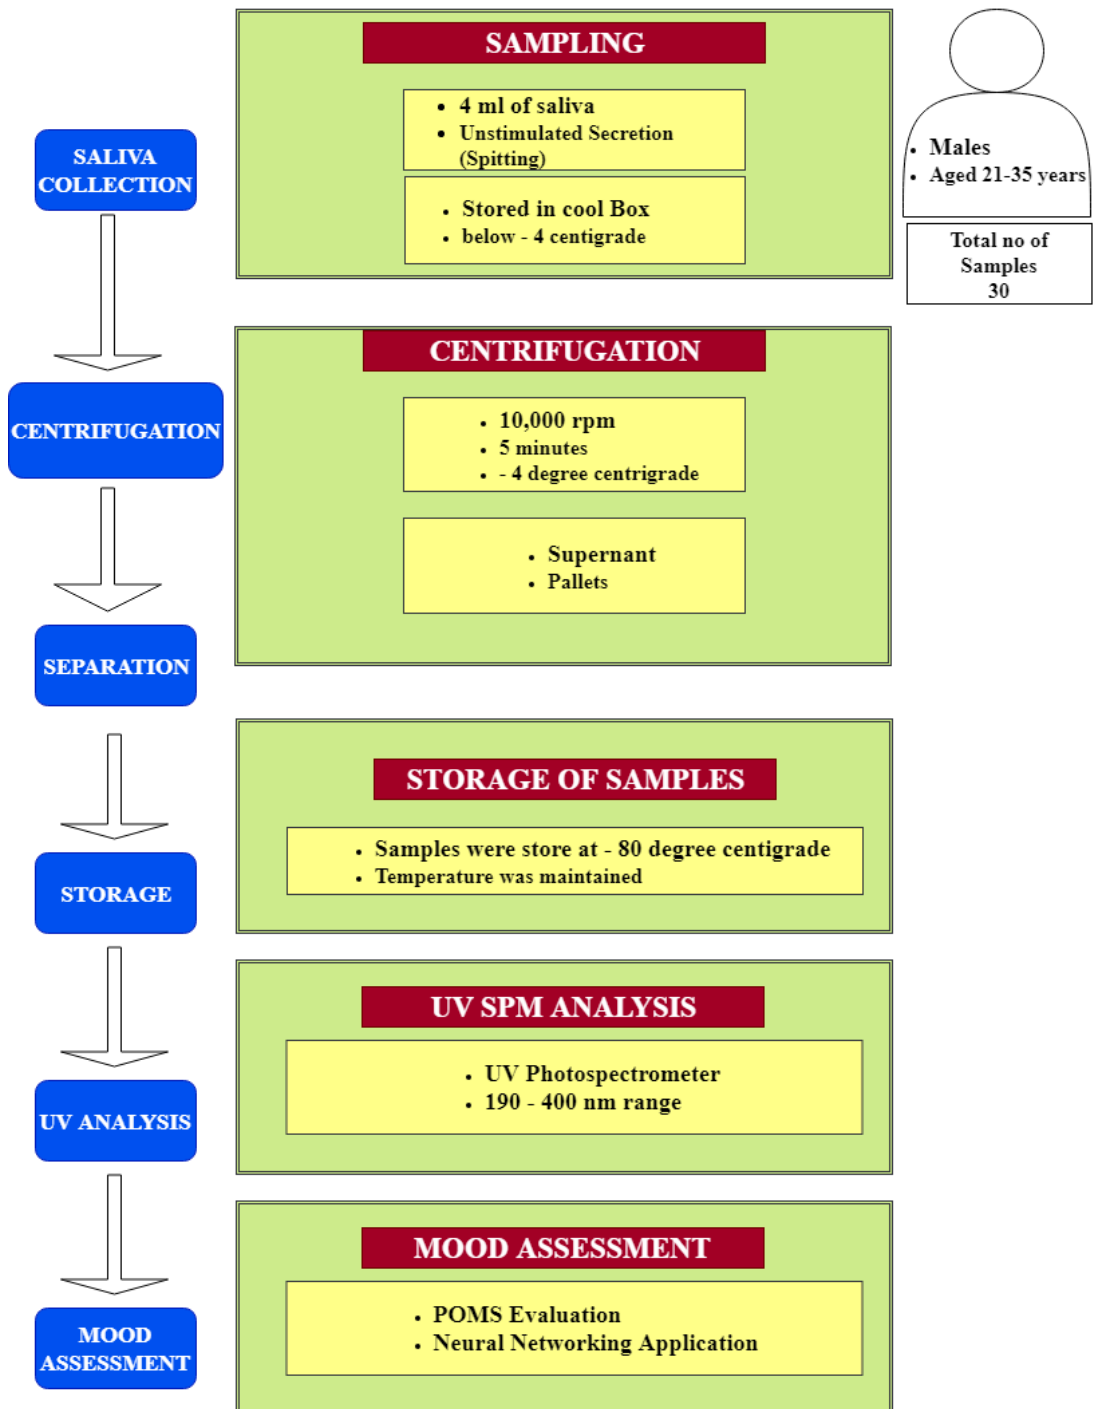 SALIVA
COLLECTION
SAMPLING
4 ml of saliva
Unstimulated Secretion
(Spitting)
Stored in cool Box
below - 4 centigrade
Males
Aged 21-35 years
Total no of
Samples
30
CENTRIFUGATION
CENTRIFUGATION
10,000 rpm
5 minutes
- 4 degree centrigrade
Supernant
Pallets
SEPARATION
STORAGE
STORAGE OF SAMPLES
Samples were store at - 80 degree centigrade
Temperature was maintained
UV ANALYSIS
UV SPM ANALYSIS
UV Photospectrometer
190 - 400 nm range
MOOD
ASSESSMENT
MOOD ASSESSMENT
POMS Evaluation
Neural Networking Application